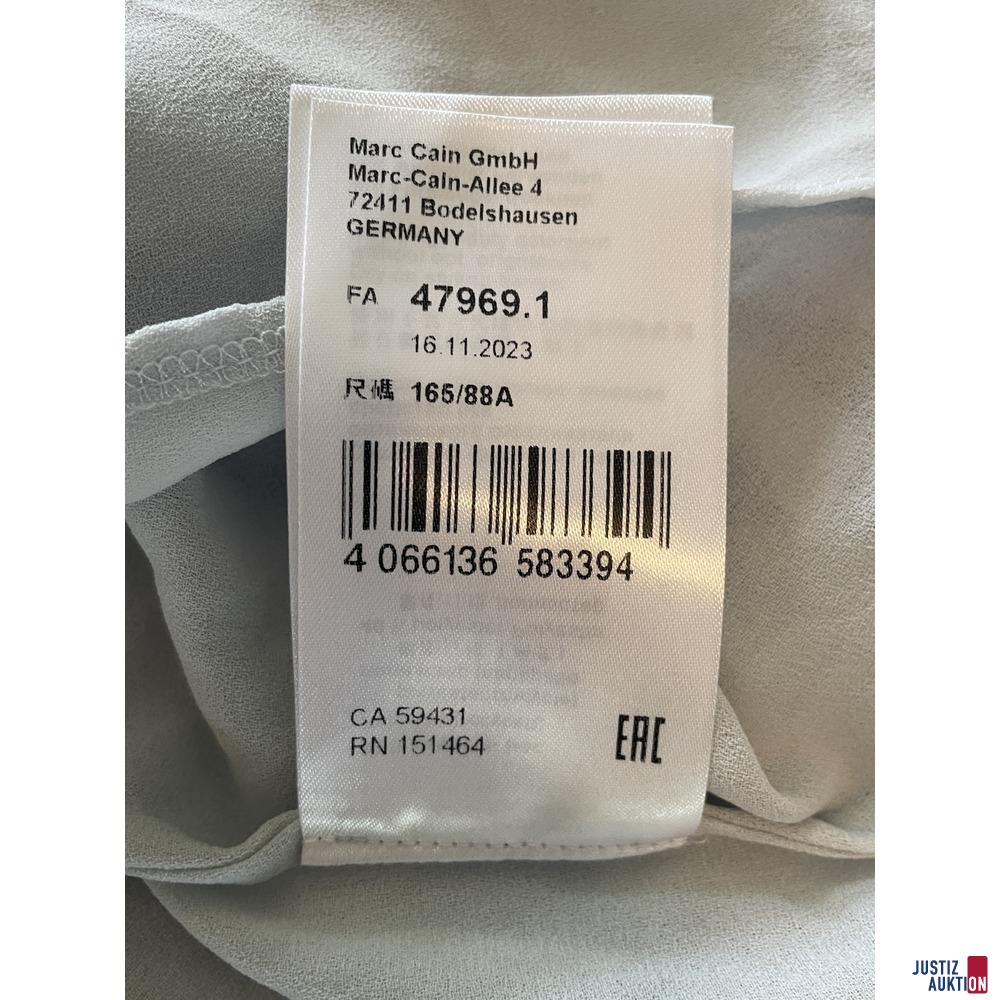 Marc Cain GmbH
Marc-Cain-Allee 4
72411 Bodelshausen
GERMANY
FA 47969.1
16.11.2023
尺碼 165/88A
4 066136 583394
CA 59431
RN 151464
EAC
JUSTIZ
AUKTION